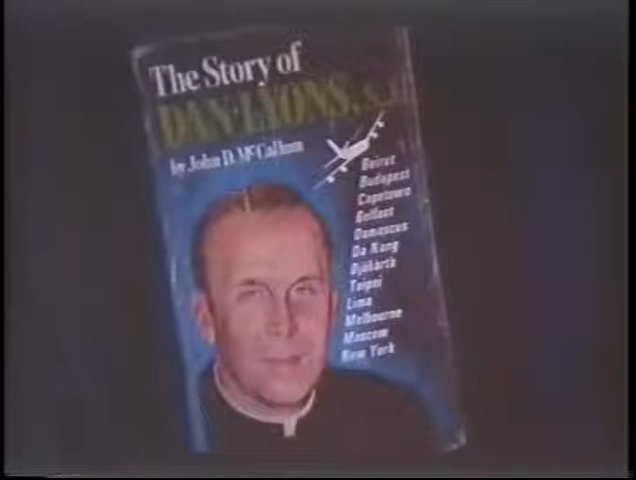 The Story of
DAN LYONS, S.J.
by John D. McCallum
Beirut
Budapest
Capetown
Belfast
Damascus
Da Nang
Djakarta
Taipei
Lima
Melbourne
Moscow
New York